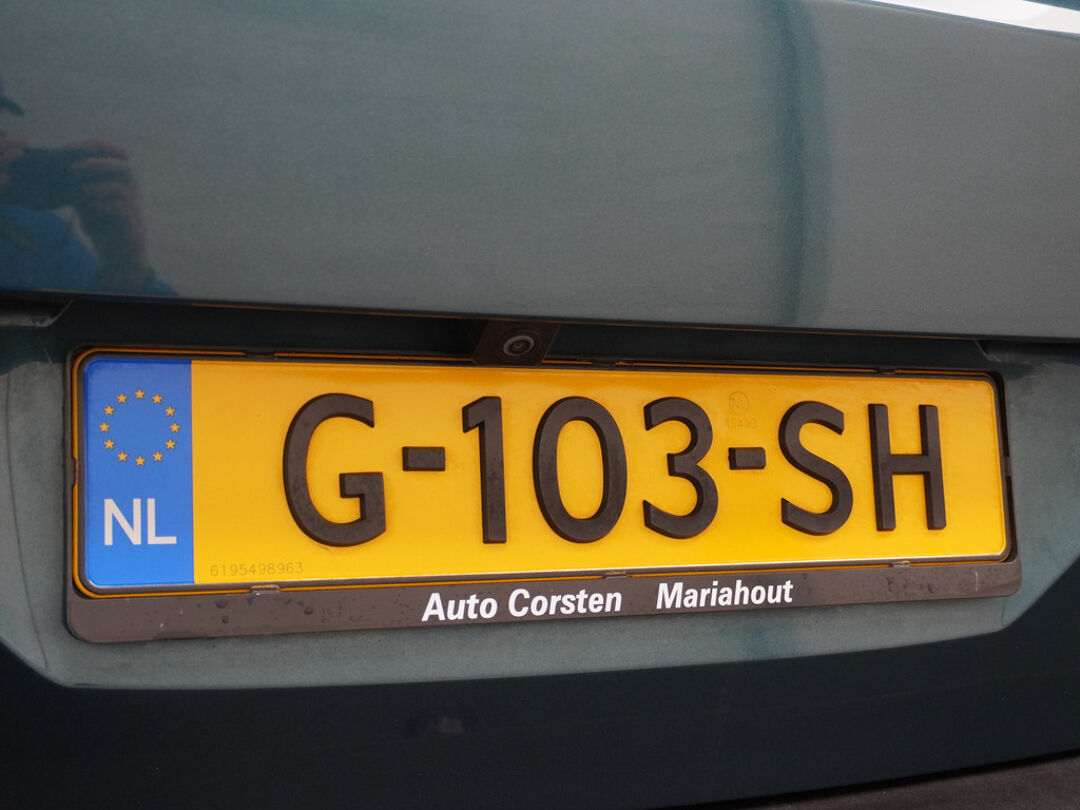 NL
G-103-SH
6195498963
Auto Corsten Mariahout